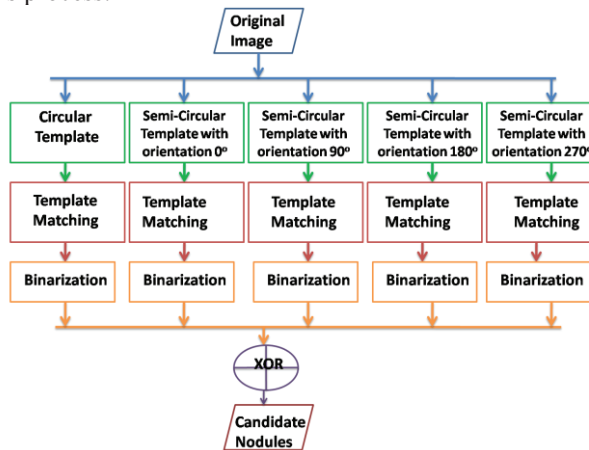 Original
Image
Circular
Template
Semi-Circular
Template with
orientation 0º
Semi-Circular
Template with
orientation 90º
Semi-Circular
Template with
orientation 180º
Semi-Circular
Template with
orientation 270º
Template
Matching
Template
Matching
Template
Matching
Template
Matching
Template
Matching
Binarization
Binarization
Binarization
Binarization
Binarization
XOR
Candidate
Nodules